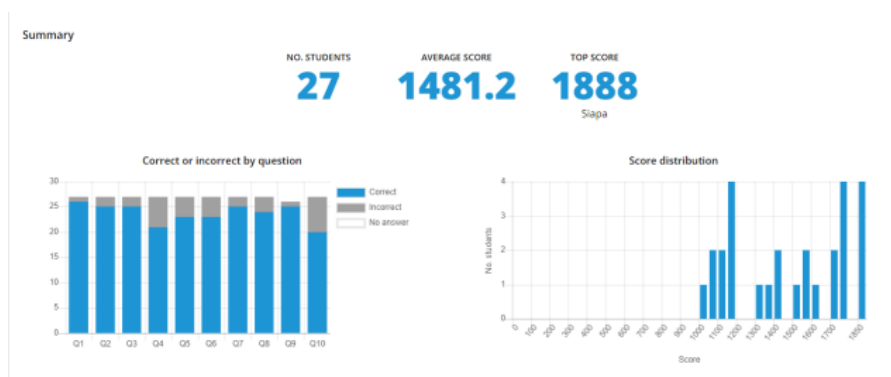 Summary
NO. STUDENTS AVERAGE SCORE TOP SCORE
27 1481.2 1888
Siapa
Correct or incorrect by question
30
25
20
15
10
5
0
Q1 Q2 Q3 Q4 Q5 Q6 Q7 Q8 Q9 Q10
Correct
Incorrect
No answer
Score distribution
No. students
4
3
2
1
0
0 100 200 300 400 500 600 700 800 900 1000 1100 1200 1300 1400 1500 1600 1700 1850
Score